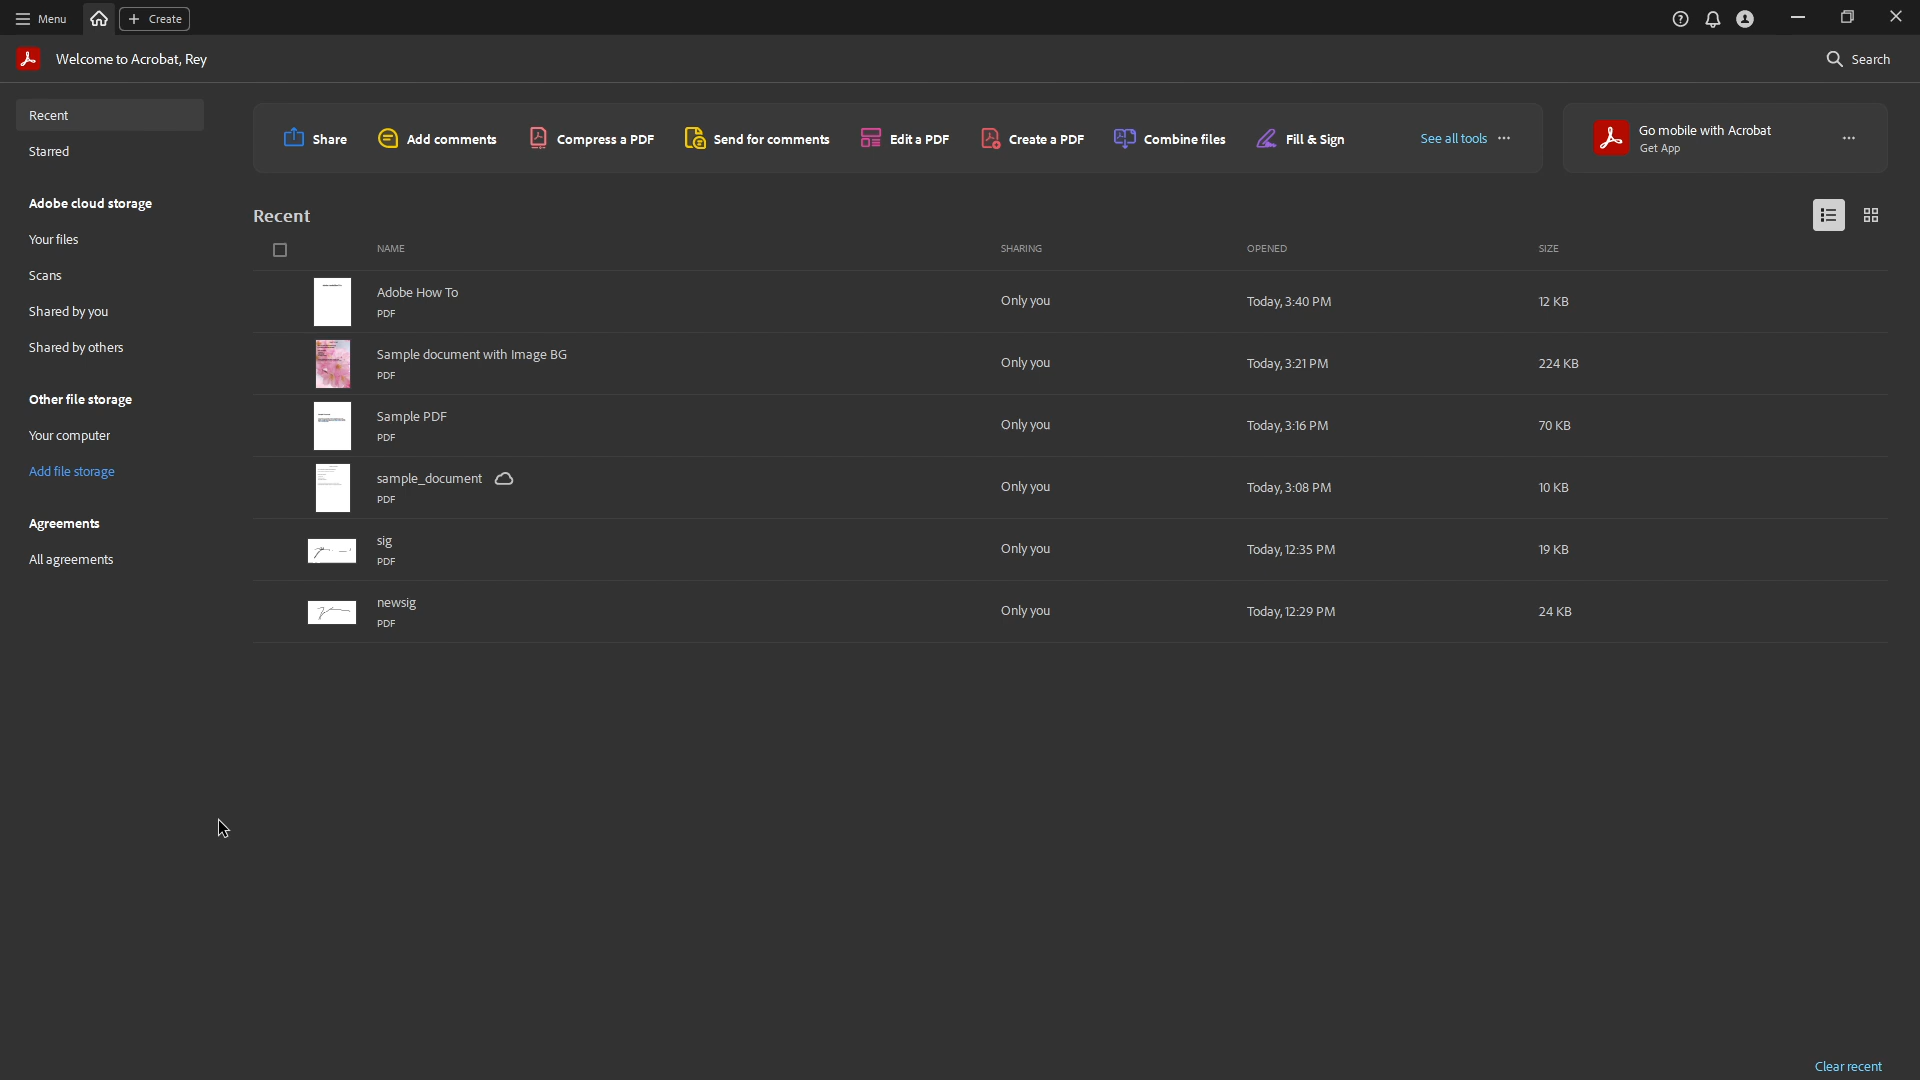 Menu
Create
Welcome to Acrobat, Rey
Search
Recent
Starred
Adobe cloud storage
Your files
Scans
Shared by you
Shared by others
Other file storage
Your computer
Add file storage
Agreements
All agreements
Share
Add comments
Compress a PDF
Send for comments
Edit a PDF
Create a PDF
Combine files
Fill & Sign
See all tools
Go mobile with Acrobat
Get App
Recent
NAME SHARING OPENED SIZE
Adobe How To
PDF
Only you Today, 3:40 PM 12 KB
Sample document with Image BG
PDF
Only you Today, 3:21 PM 224 KB
Sample PDF
PDF
Only you Today, 3:16 PM 70 KB
sample_document
PDF
Only you Today, 3:08 PM 10 KB
sig
PDF
Only you Today, 12:35 PM 19 KB
newsig
PDF
Only you Today, 12:29 PM 24 KB
Clear recent